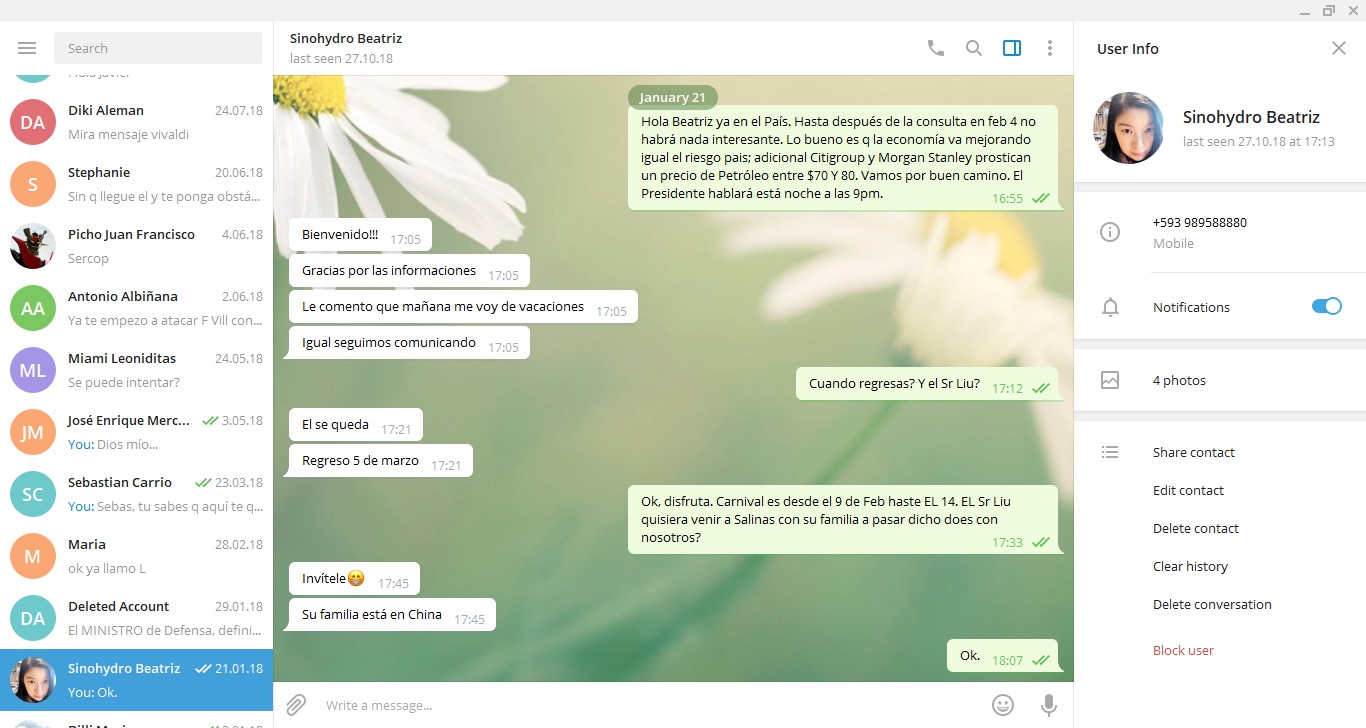 Search
Diki Aleman 24.07.18
Mira mensaje vivaldi
Stephanie 20.06.18
Sin q llegue el y te ponga obstá...
Picho Juan Francisco 4.06.18
Sercop
Antonio Albiñana 2.06.18
Ya te empezo a atacar F Vill con...
Miami Leoniditas 24.05.18
Se puede intentar?
José Enrique Merc... 3.05.18
You: Dios mío...
Sebastian Carrio 23.03.18
You: Sebas, tu sabes q aquí te q...
Maria 28.02.18
ok ya llamo L
Deleted Account 29.01.18
El MINISTRO de Defensa, defini...
Sinohydro Beatriz 21.01.18
You: Ok.
DA
S
AA
ML
JM
SC
M
DA
Sinohydro Beatriz
last seen 27.10.18
January 21
Hola Beatriz ya en el País. Hasta después de la consulta en feb 4 no
habrá nada interesante. Lo bueno es q la economía va mejorando
igual el riesgo pais; adicional Citigroup y Morgan Stanley prostican
un precio de Petróleo entre $70 Y 80. Vamos por buen camino. El
Presidente hablará está noche a las 9pm. 16:55
Bienvenido!!! 17:05
Gracias por las informaciones 17:05
Le comento que mañana me voy de vacaciones 17:05
Igual seguimos comunicando 17:05
Cuando regresas? Y el Sr Liu? 17:12
El se queda 17:21
Regreso 5 de marzo 17:21
Ok, disfruta. Carnival es desde el 9 de Feb haste EL 14. EL Sr Liu
quisiera venir a Salinas con su familia a pasar dicho does con
nosotros? 17:33
Invítele😁 17:45
Su familia está en China 17:45
Ok. 18:07
Write a message...
User Info
Sinohydro Beatriz
last seen 27.10.18 at 17:13
+593 989588880
Mobile
Notifications
4 photos
Share contact
Edit contact
Delete contact
Clear history
Delete conversation
Block user